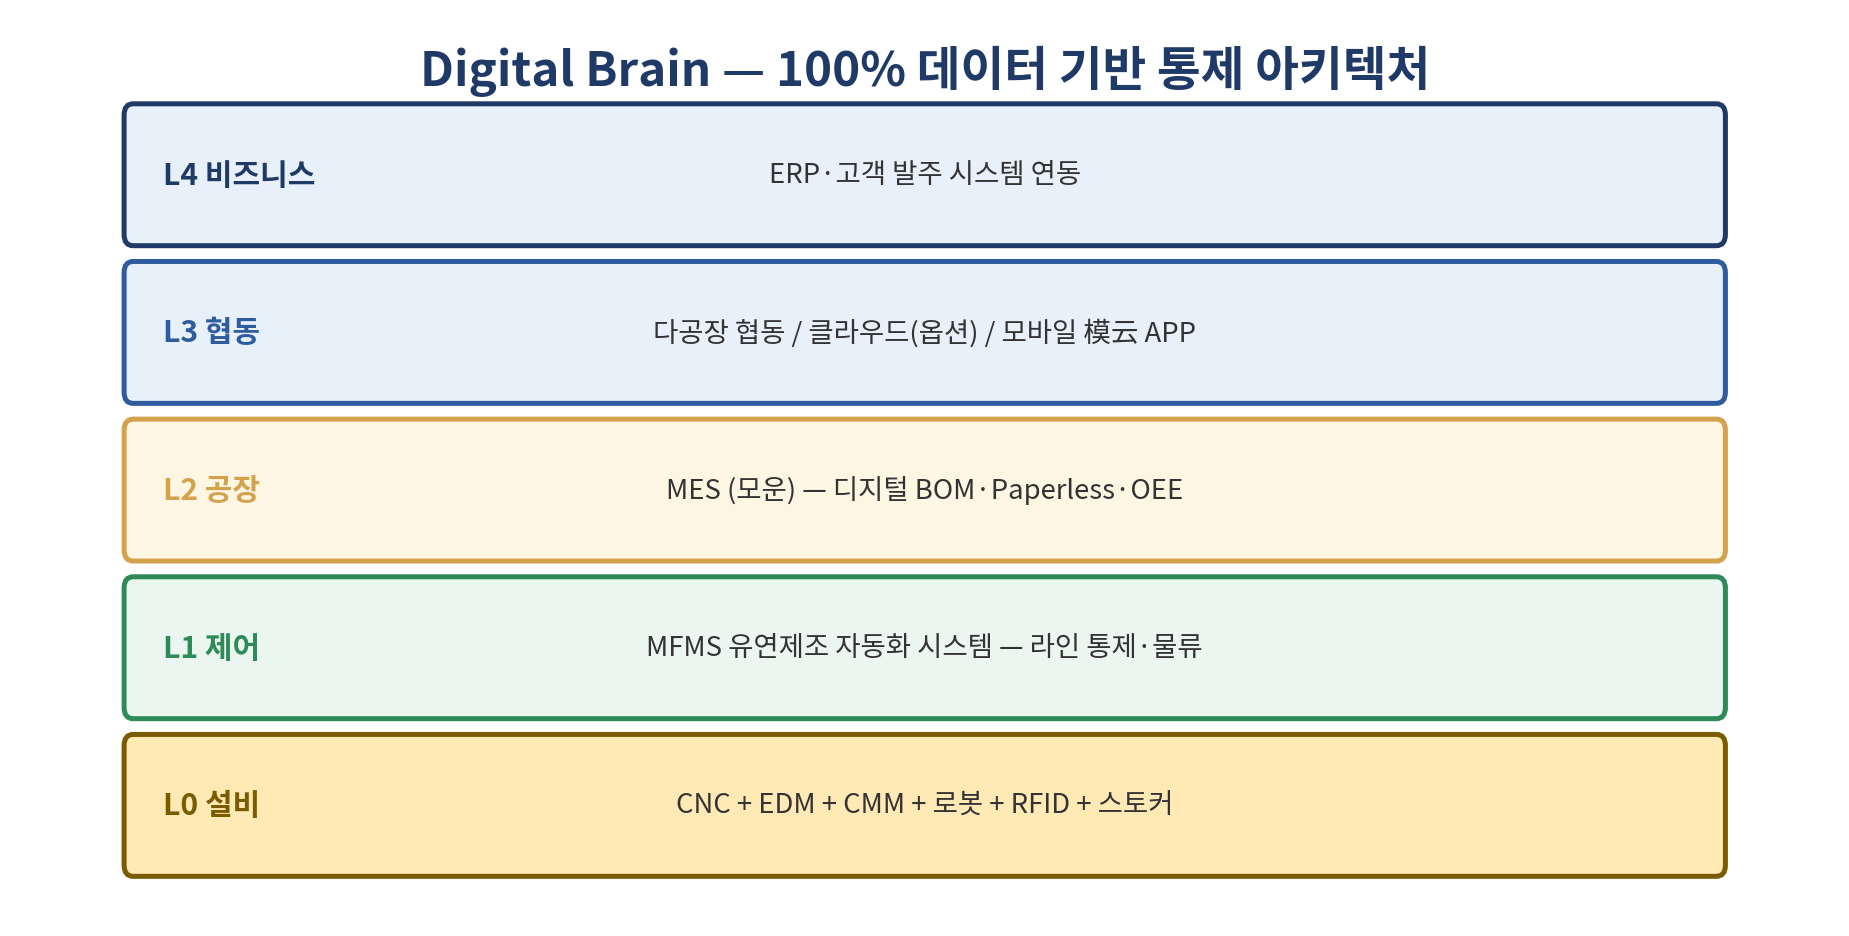 Digital Brain — 100% 데이터 기반 통제 아키텍처
L4 비즈니스 ERP·고객 발주 시스템 연동
L3 협동 다공장 협동 / 클라우드(옵션) / 모바일 模云 APP
L2 공장 MES (모운) — 디지털 BOM·Paperless·OEE
L1 제어 MFMS 유연제조 자동화 시스템 — 라인 통제·물류
L0 설비 CNC + EDM + CMM + 로봇 + RFID + 스토커